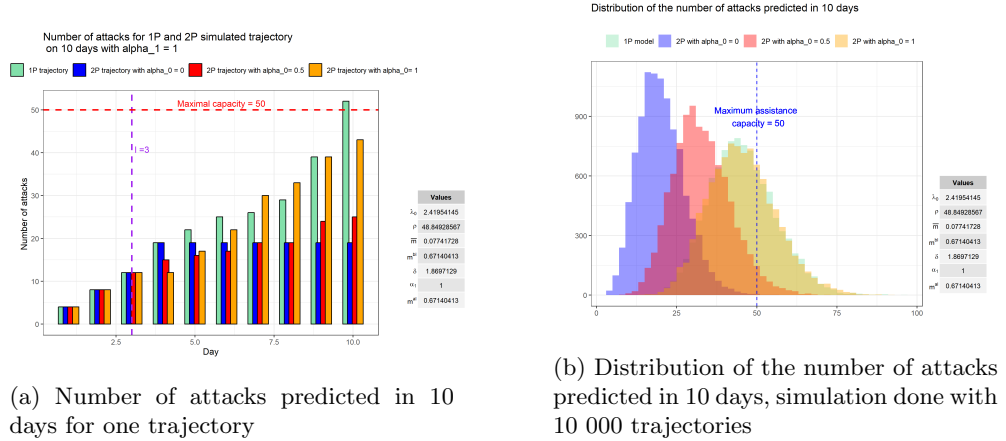 Number of attacks for 1P and 2P simulated trajectory
on 10 days with alpha_1 = 1
1P trajectory 2P trajectory with alpha_0 = 0 2P trajectory with alpha_0= 0.5 2P trajectory with alpha_0= 1
Maximal capacity = 50
l =3
Number of attacks
50
40
30
20
10
0
2.5 5.0 7.5 10.0
Day
Values
λ₀ 2.41954145
ρ 48.84928567
m̅ 0.07741728
0.67140413
δ 1.8697129
α₁ 1
0.67140413
(a) Number of attacks predicted in 10
days for one trajectory
Distribution of the number of attacks predicted in 10 days
1P model 2P with alpha_0 = 0 2P with alpha_0 = 0.5 2P with alpha_0 = 1
Maximum assistance
capacity = 50
900
600
300
0
0 25 50 75 100
Values
λ₀ 2.41954145
ρ 48.84928567
m̅ 0.07741728
0.67140413
δ 1.8697129
α₁ 1
0.67140413
(b) Distribution of the number of attacks
predicted in 10 days, simulation done with
10 000 trajectories